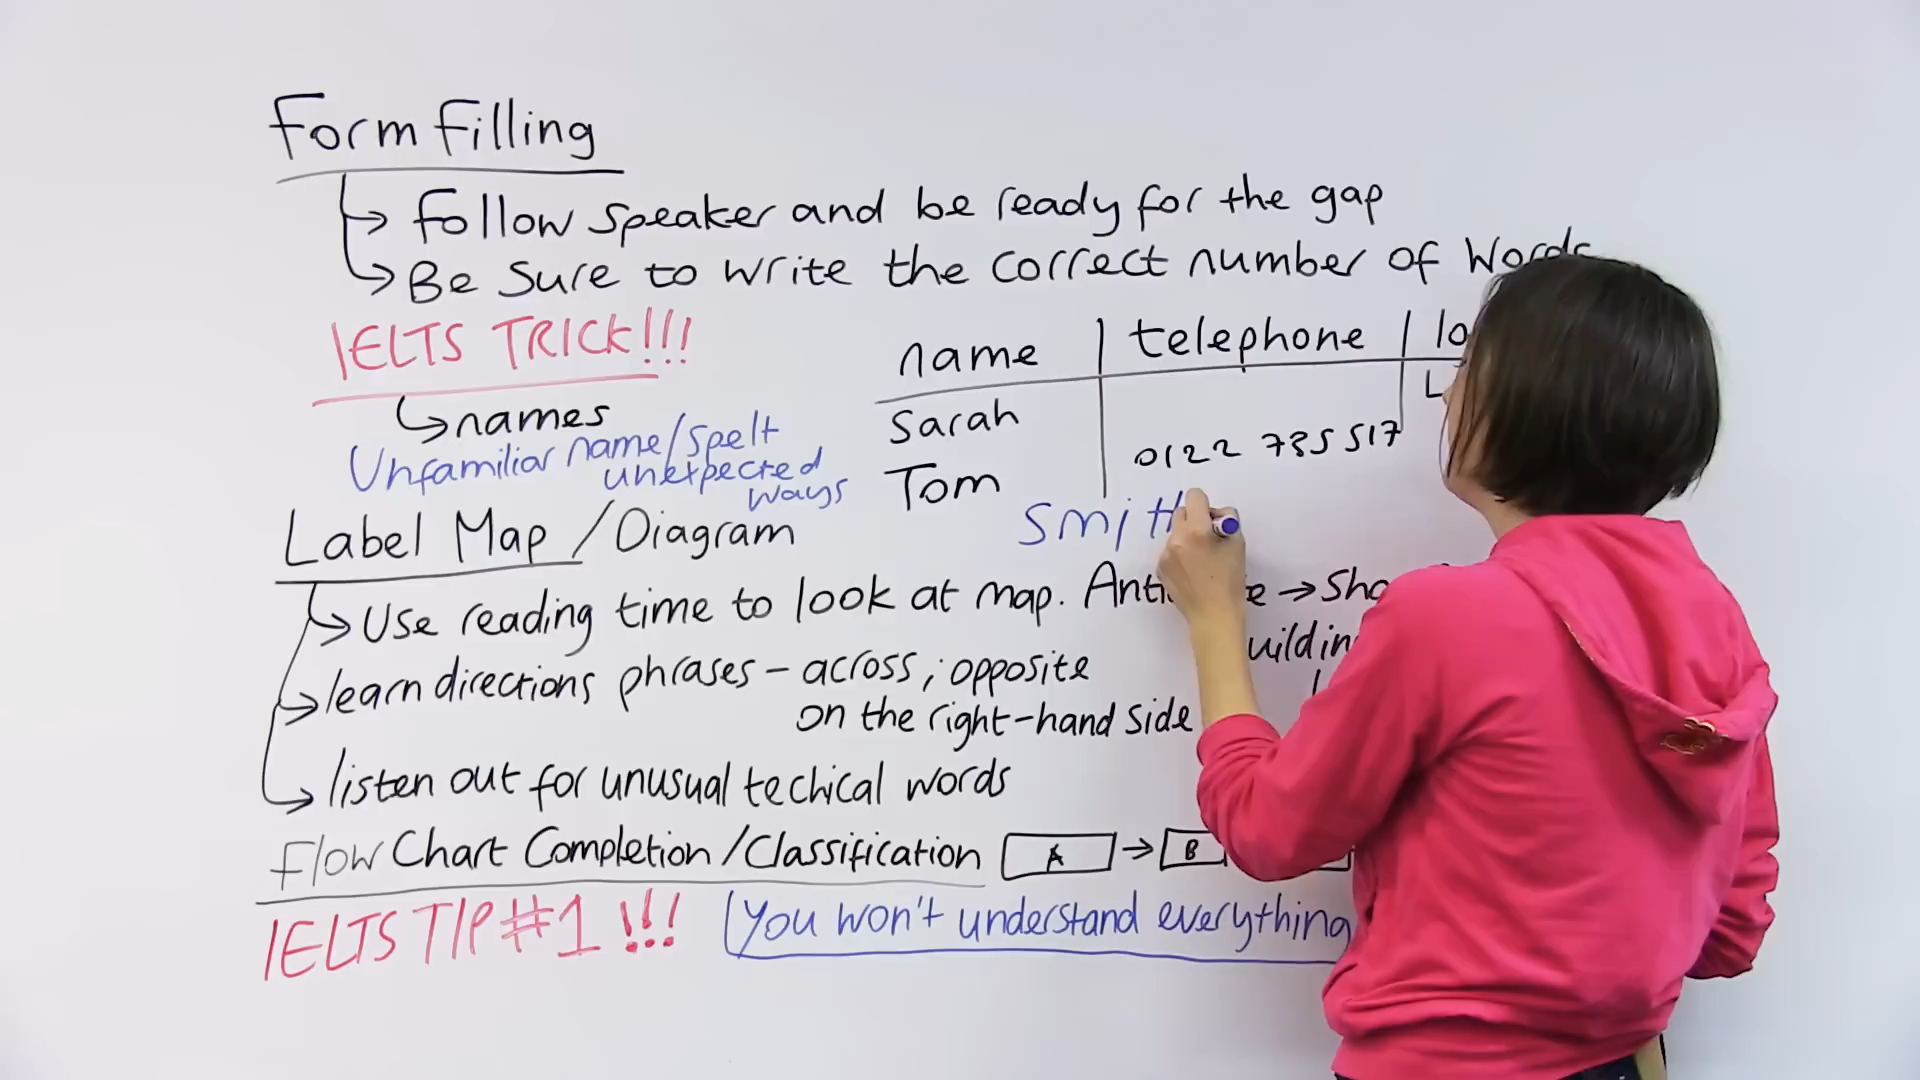 Form Filling
Follow speaker and be ready for the gap
Be sure to write the correct number of words
IELTS TRICK!!!
name telephone
names
Sarah
Unfamiliar name/spelt
0122 735 517
unexpected
Tom
ways
Smith
Label Map/Diagram
Use reading time to look at map.
learn directions phrases - across, opposite
on the right-hand side
listen out for unusual techical words
Flow Chart Completion/Classification A → B
IELTS TIP #1 !!! You won't understand everything